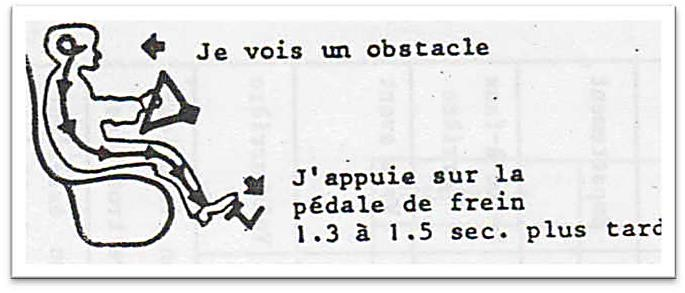 Je vois un obstacle
J'appuie sur la
pédale de frein
1.3 à 1.5 sec. plus tard